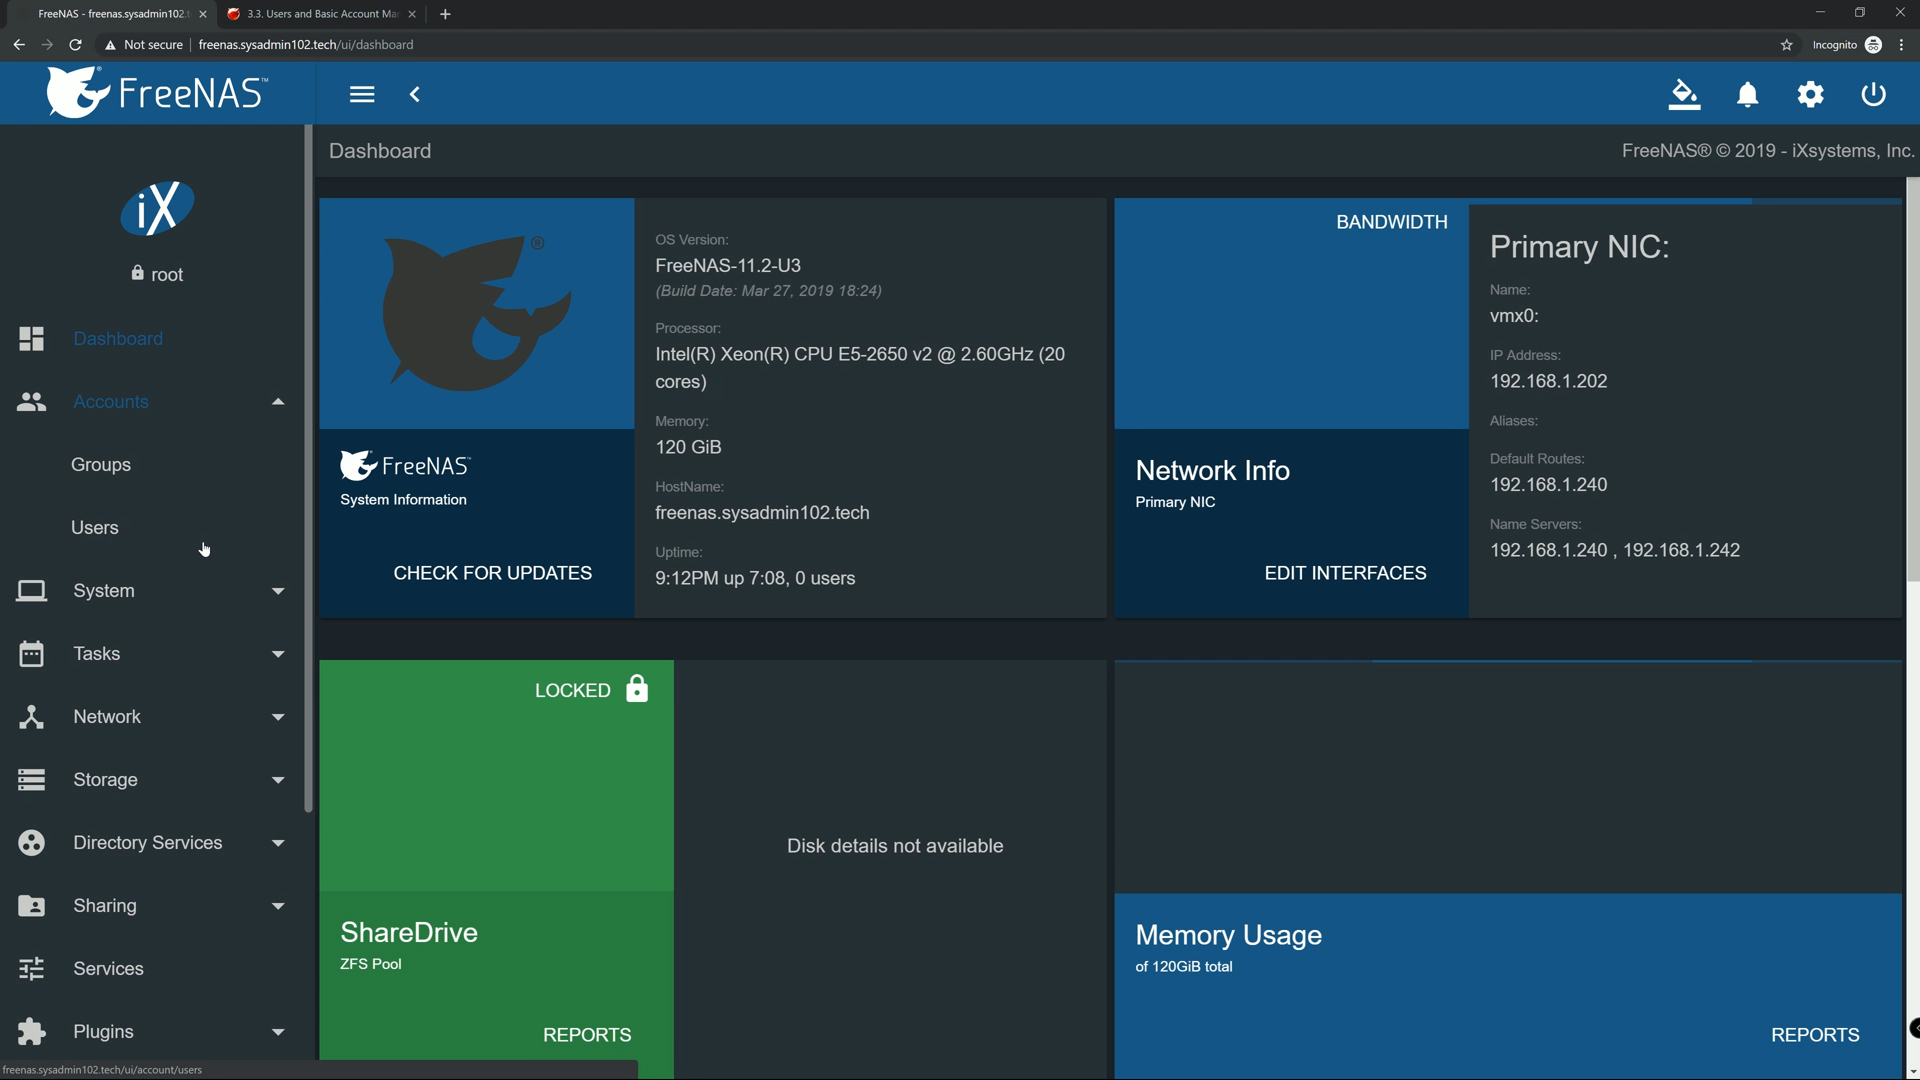 FreeNAS - freenas.sysadmin102.t
3.3. Users and Basic Account Ma
Not secure
freenas.sysadmin102.tech/ui/dashboard
Incognito
FreeNAS™
Dashboard
FreeNAS® © 2019 - iXsystems, Inc.
iX
root
Dashboard
Accounts
Groups
Users
System
Tasks
Network
Storage
Directory Services
Sharing
Services
Plugins
freenas.sysadmin102.tech/ui/account/users
®
FreeNAS®
System Information
CHECK FOR UPDATES
OS Version:
FreeNAS-11.2-U3
(Build Date: Mar 27, 2019 18:24)
Processor:
Intel(R) Xeon(R) CPU E5-2650 v2 @ 2.60GHz (20
cores)
Memory:
120 GiB
HostName:
freenas.sysadmin102.tech
Uptime:
9:12PM up 7:08, 0 users
BANDWIDTH
Network Info
Primary NIC
EDIT INTERFACES
Primary NIC:
Name:
vmx0:
IP Address:
192.168.1.202
Aliases:
Default Routes:
192.168.1.240
Name Servers:
192.168.1.240 , 192.168.1.242
LOCKED
ShareDrive
ZFS Pool
REPORTS
Disk details not available
Memory Usage
of 120GiB total
REPORTS